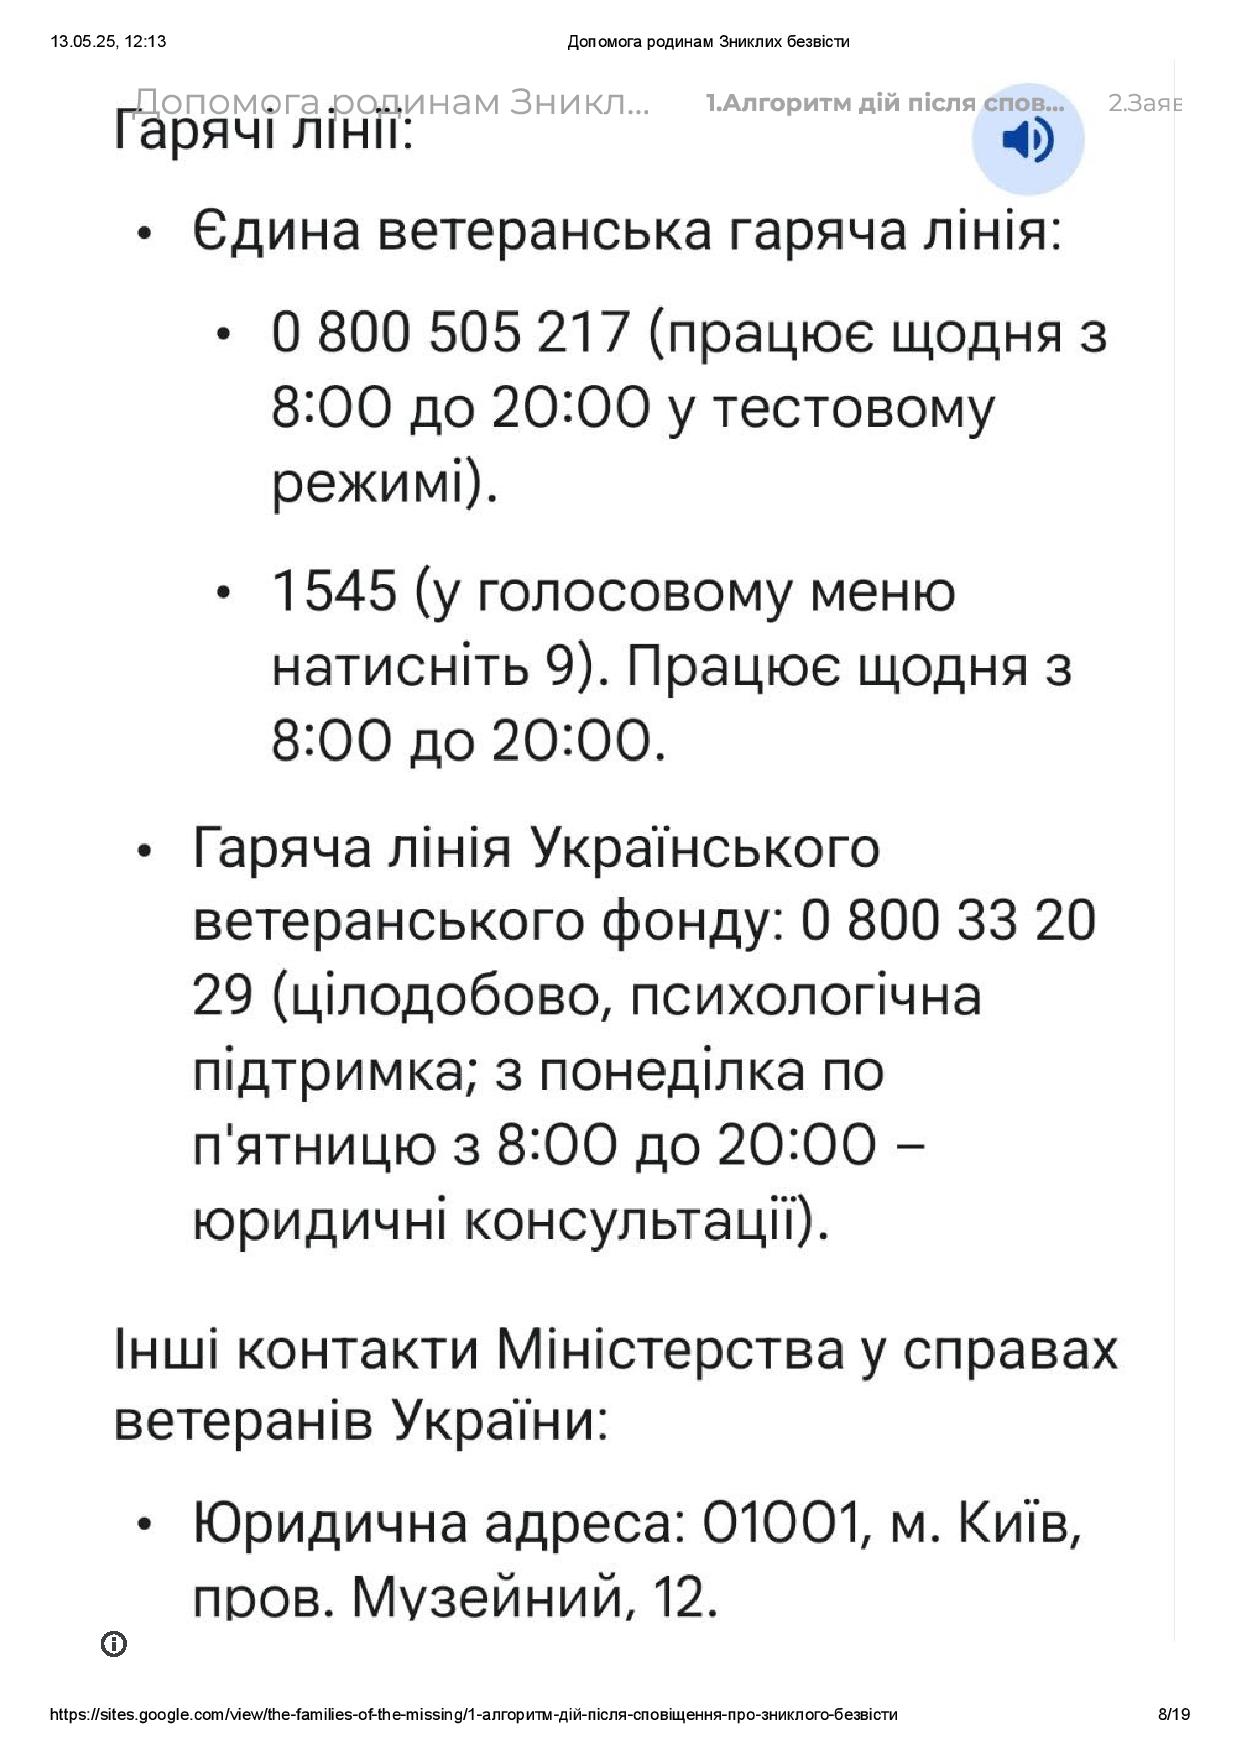 13.05.25, 12:13
Допомога родинам Зниклих безвісти
Допомога родинам Зникл...
1.Алгоритм дій після спов...
2.Заяв
Гарячі лінії:
• Єдина ветеранська гаряча лінія:
• 0 800 505 217 (працює щодня з
8:00 до 20:00 у тестовому
режимі).
• 1545 (у голосовому меню
натисніть 9). Працює щодня з
8:00 до 20:00.
• Гаряча лінія Українського
ветеранського фонду: 0 800 33 20
29 (цілодобово, психологічна
підтримка; з понеділка по
п'ятницю з 8:00 до 20:00 –
юридичні консультації).
Інші контакти Міністерства у справах
ветеранів України:
• Юридична адреса: 01001, м. Київ,
пров. Музейний, 12.
https://sites.google.com/view/the-families-of-the-missing/1-алгоритм-дій-після-сповіщення-про-зниклого-безвісти
8/19